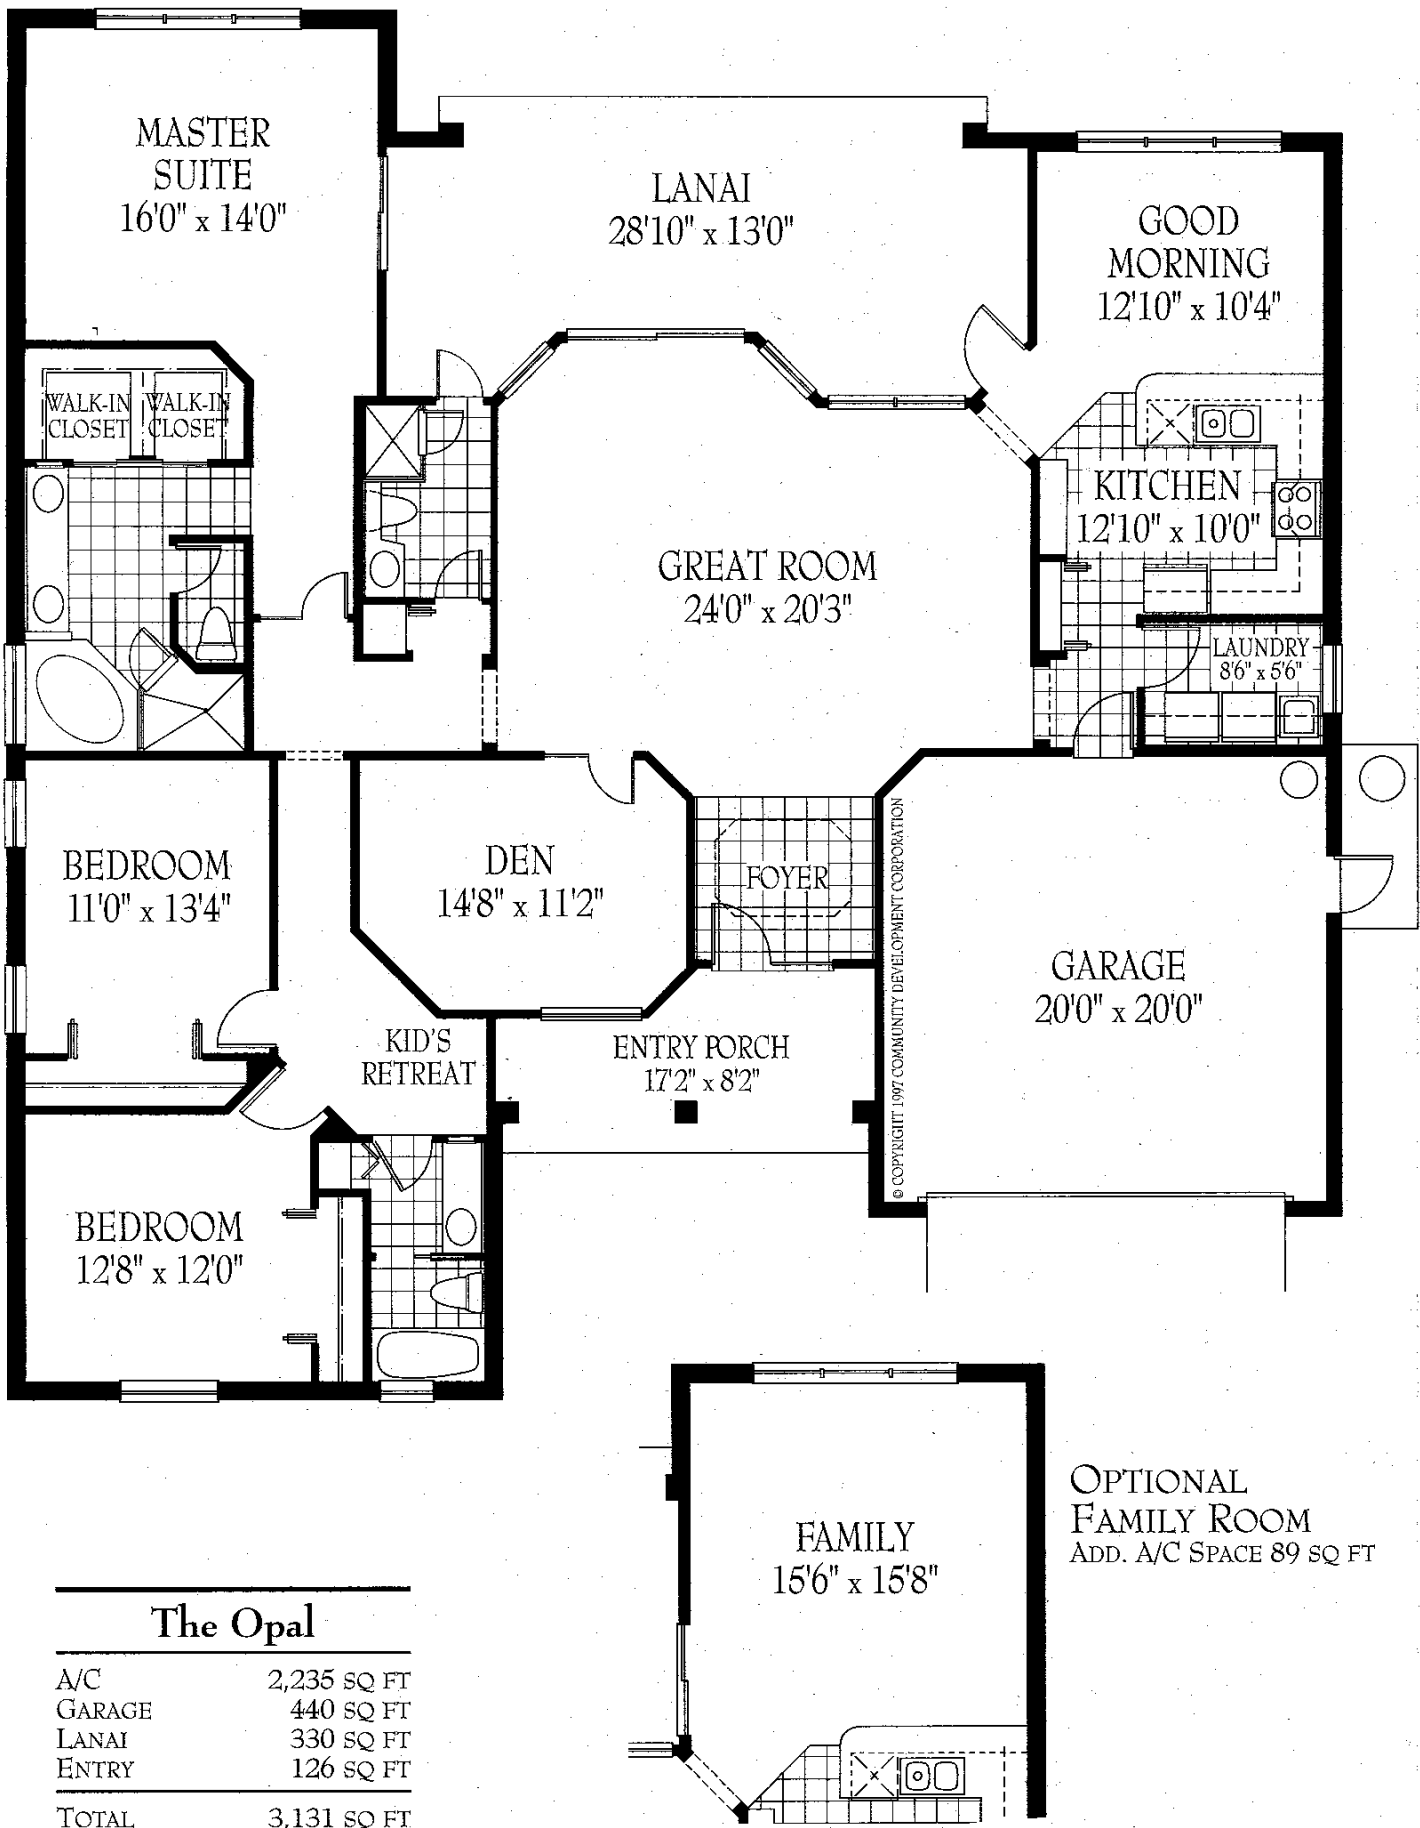 MASTER
SUITE
16'0" x 14'0"
LANAI
28'10" x 13'0"
GOOD
MORNING
12'10" x 10'4"
WALK-IN
CLOSET
WALK-IN
CLOSET
KITCHEN
12'10" x 10'0"
GREAT ROOM
24'0" x 20'3"
LAUNDRY
8'6" x 5'6"
BEDROOM
11'0" x 13'4"
DEN
14'8" x 11'2"
FOYER
© COPYRIGHT 1997 COMMUNITY DEVELOPMENT CORPORATION
GARAGE
20'0" x 20'0"
KID'S
RETREAT
ENTRY PORCH
17'2" x 8'2"
BEDROOM
12'8" x 12'0"
FAMILY
15'6" x 15'8"
OPTIONAL
FAMILY ROOM
ADD. A/C SPACE 89 SQ FT
The Opal
A/C 2,235 SQ FT
GARAGE 440 SQ FT
LANAI 330 SQ FT
ENTRY 126 SQ FT
TOTAL 3,131 SQ FT